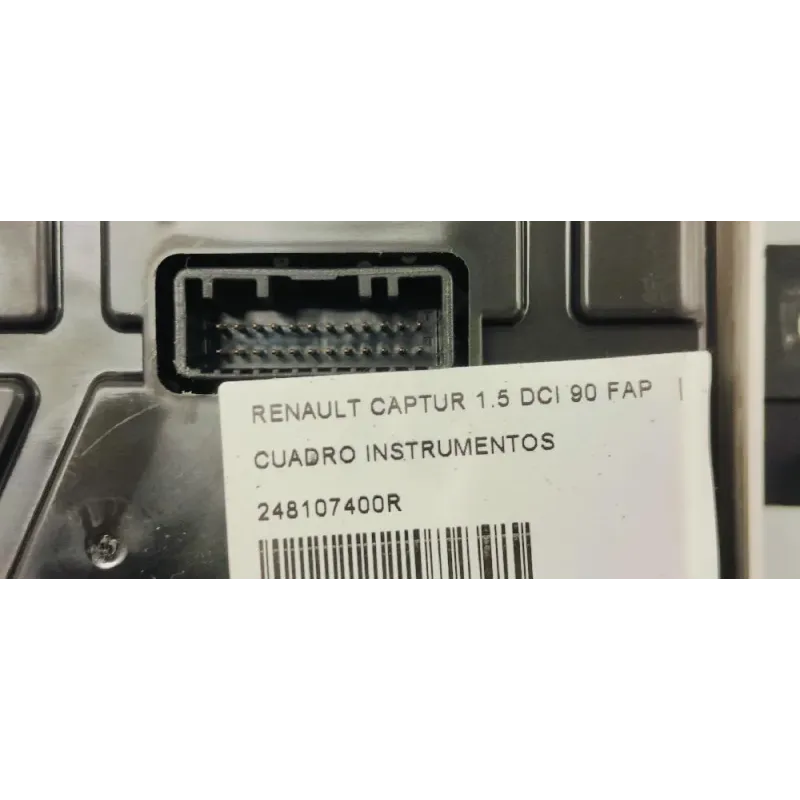 RENAULT CAPTUR 1.5 DCI 90 FAP
CUADRO INSTRUMENTOS
248107400R